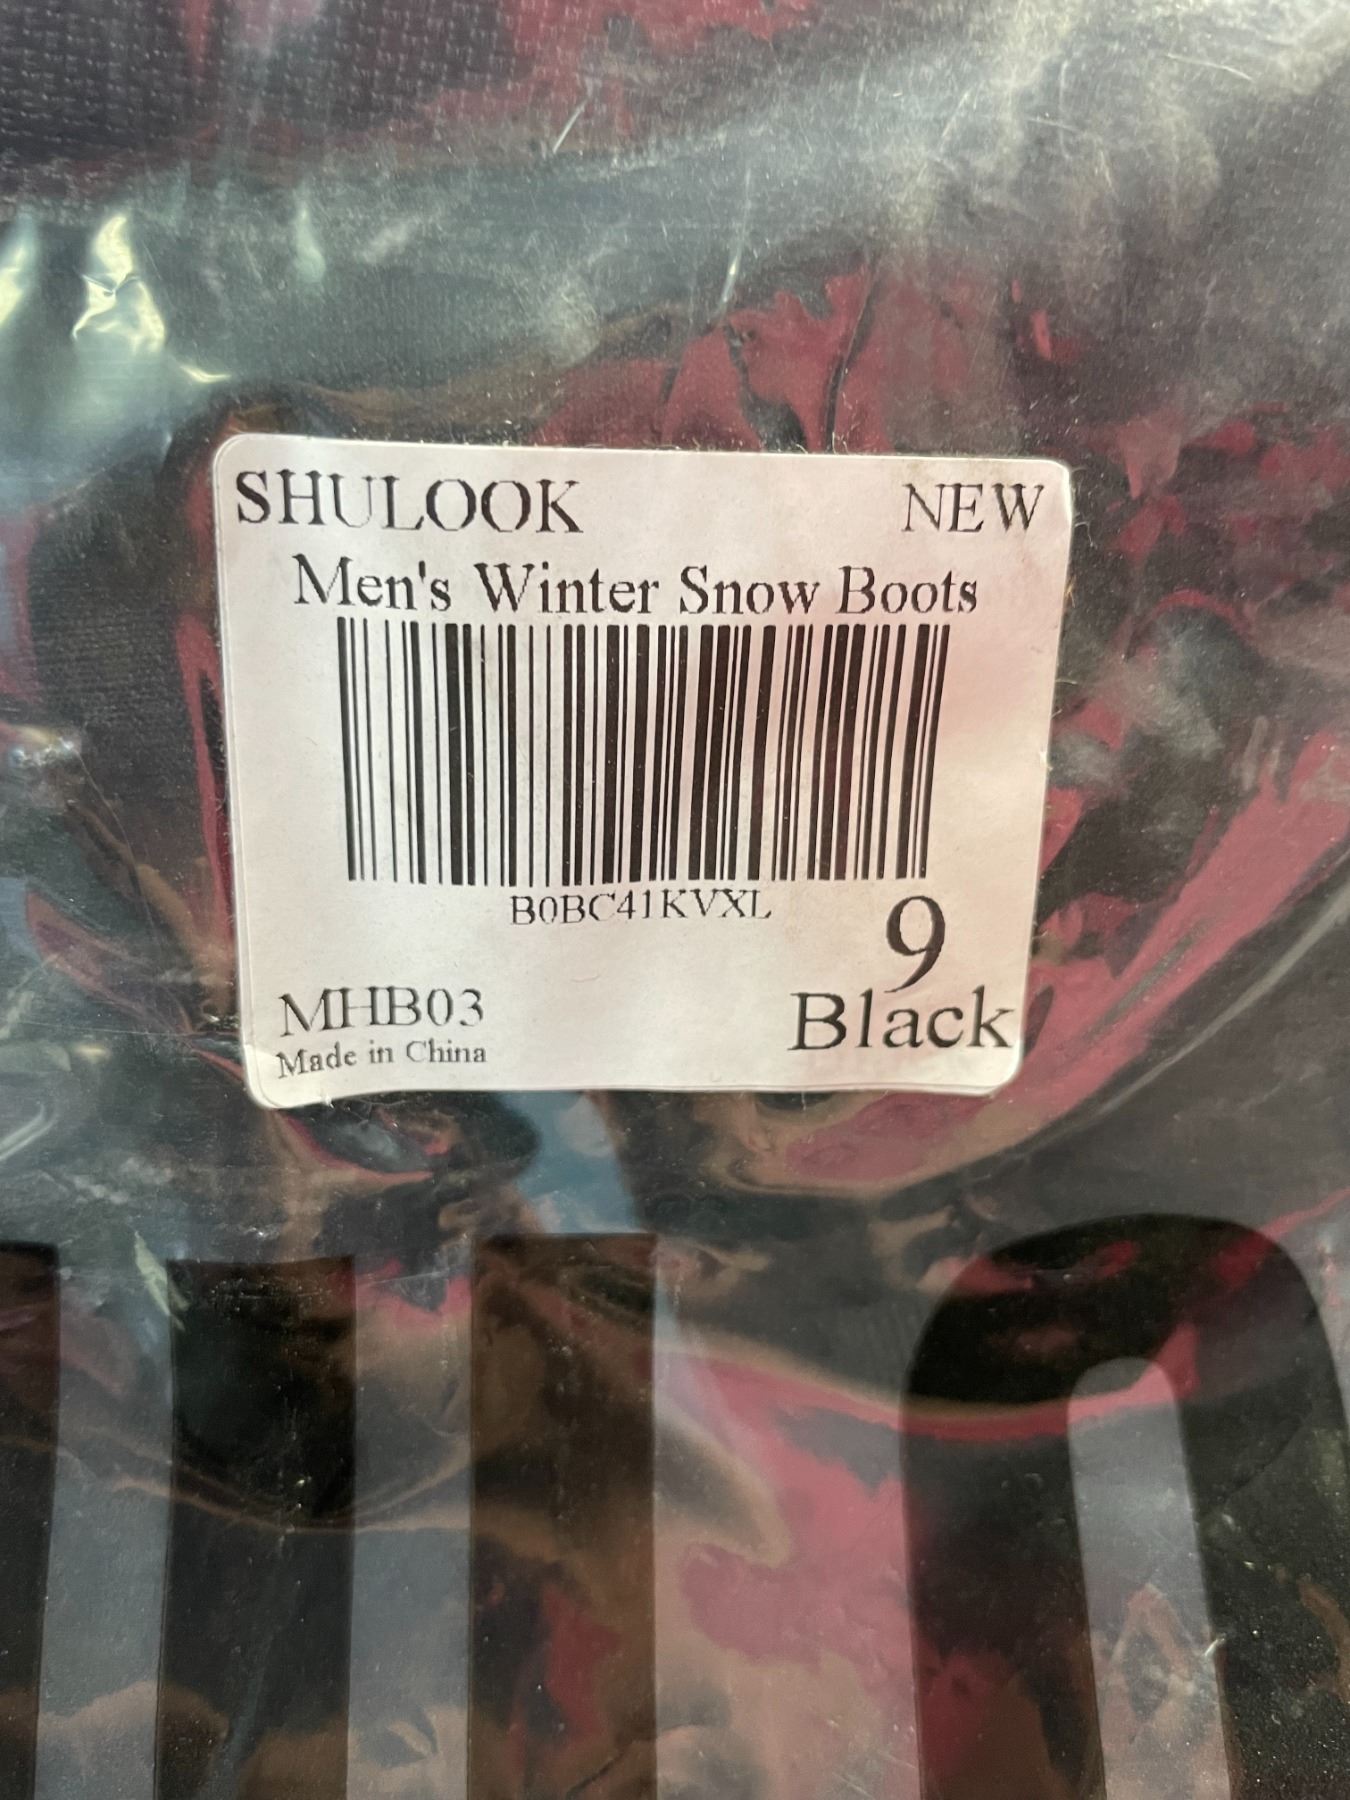 SHULOOK NEW
Men's Winter Snow Boots
B0BC41KVXL
9
MHB03 Black
Made in China